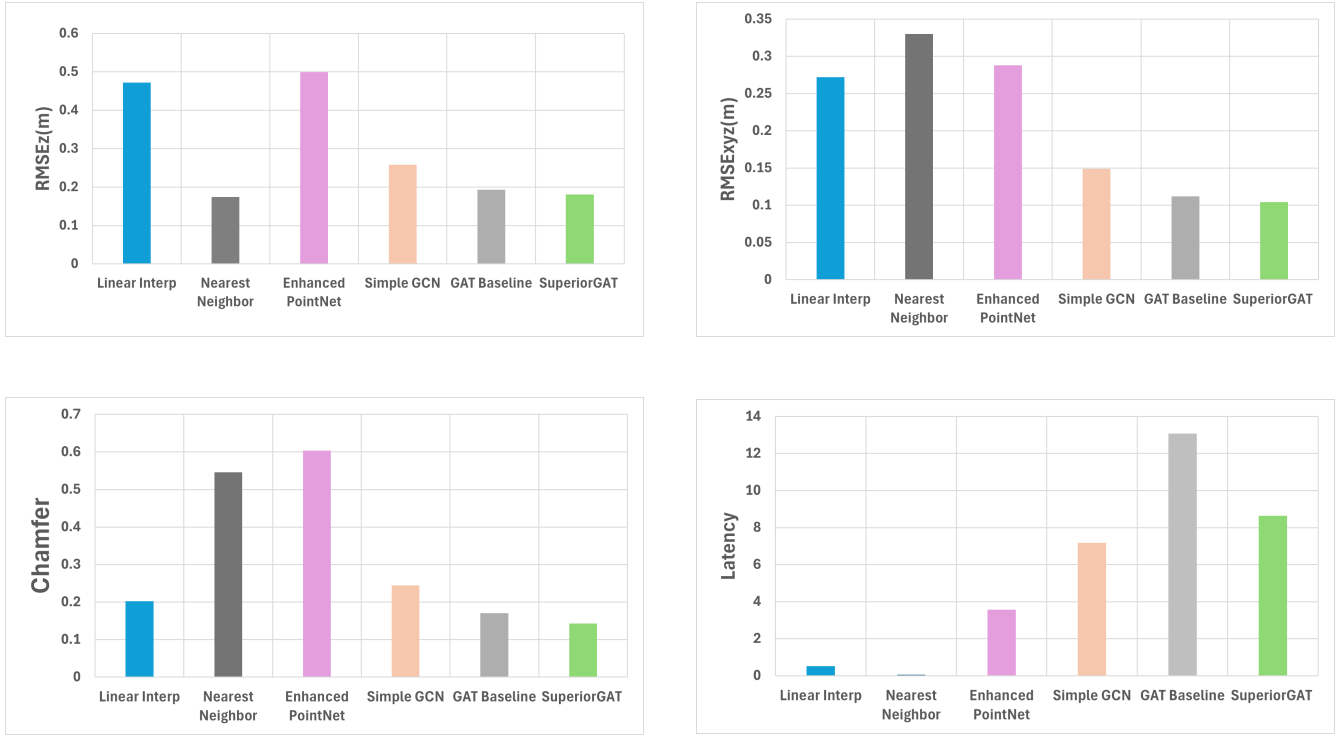 RMSEz(m)
0.6
0.5
0.4
0.3
0.2
0.1
0
Linear Interp
Nearest
Neighbor
Enhanced
PointNet
Simple GCN
GAT Baseline
SuperiorGAT
RMSExyz(m)
0.35
0.3
0.25
0.2
0.15
0.1
0.05
0
Linear Interp
Nearest
Neighbor
Enhanced
PointNet
Simple GCN
GAT Baseline
SuperiorGAT
Chamfer
0.7
0.6
0.5
0.4
0.3
0.2
0.1
0
Linear Interp
Nearest
Neighbor
Enhanced
PointNet
Simple GCN
GAT Baseline
SuperiorGAT
Latency
14
12
10
8
6
4
2
0
Linear Interp
Nearest
Neighbor
Enhanced
PointNet
Simple GCN
GAT Baseline
SuperiorGAT